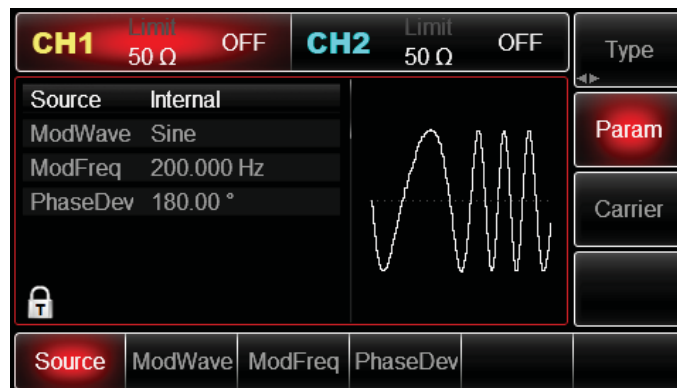 CH1 Limit 50 Ω OFF
CH2 Limit 50 Ω OFF
Type
Source Internal
ModWave Sine
ModFreq 200.000 Hz
PhaseDev 180.00 °
T
Param
Carrier
Source ModWave ModFreq PhaseDev